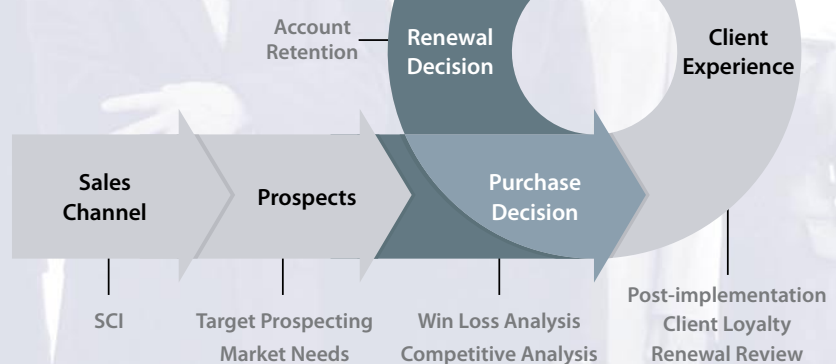 Account
Retention
Renewal
Decision
Client
Experience
Sales
Channel
Prospects
Purchase
Decision
SCI
Target Prospecting
Market Needs
Win Loss Analysis
Competitive Analysis
Post-implementation
Client Loyalty
Renewal Review